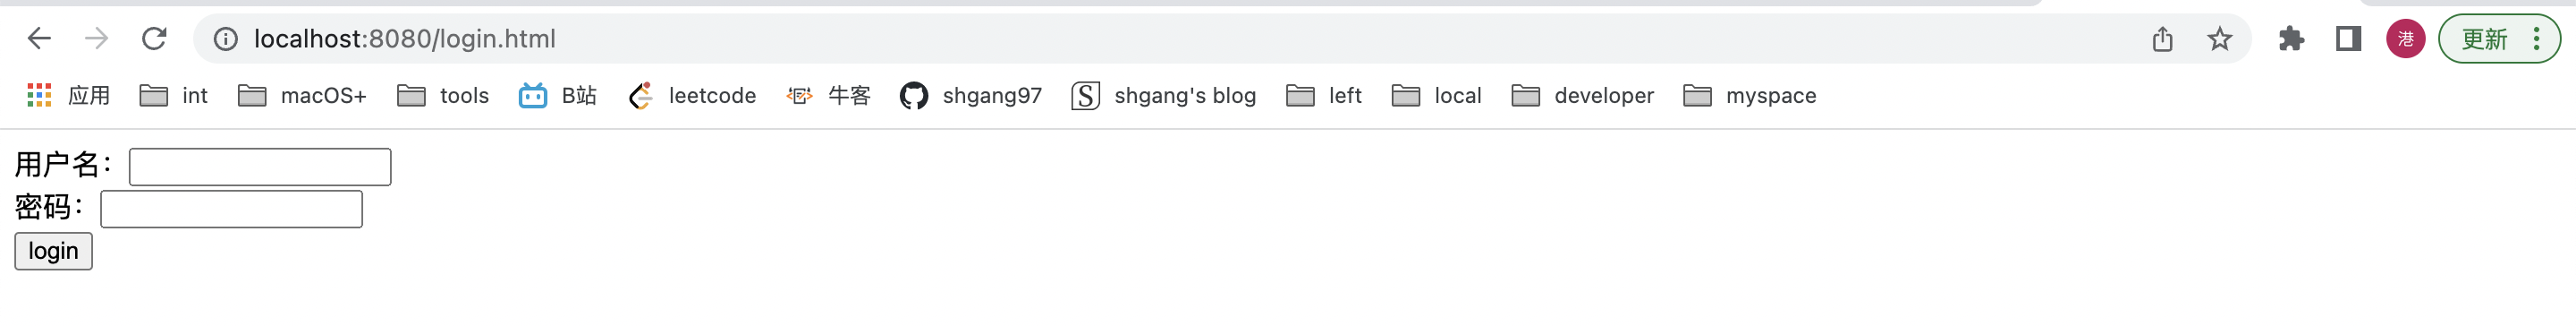 localhost:8080/login.html 港 更新
应用 int macOS+ tools B站 leetcode 牛客 shgang97 shgang's blog left local developer myspace
用户名：
密码：
login